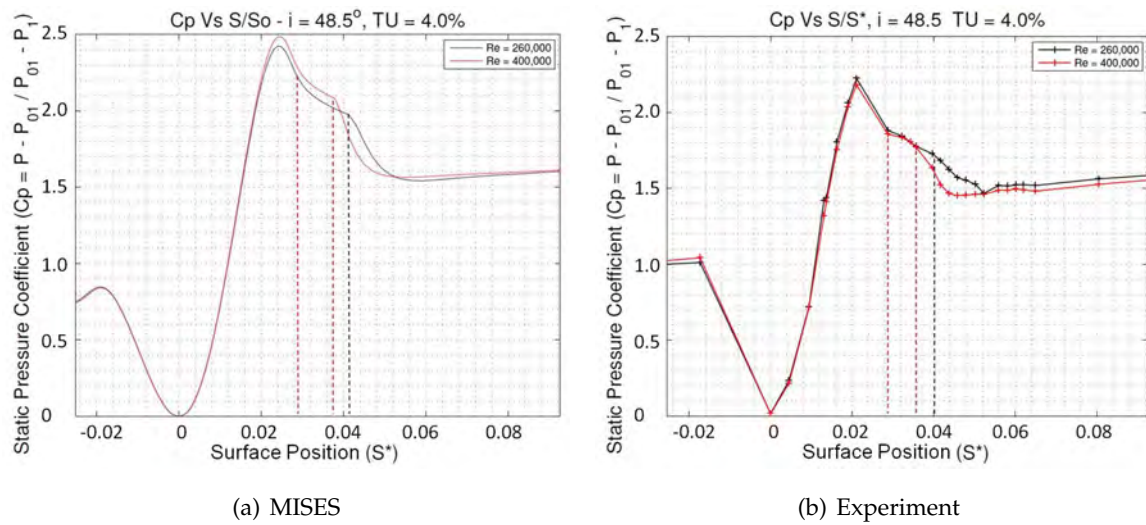 Cp Vs S/So - i = 48.5°, TU = 4.0%
Static Pressure Coefficient (Cp = P - P01 / P01 - P1)
2.5
2.0
1.5
1.0
0.5
0
Re = 260,000
Re = 400,000
-0.02 0 0.02 0.04 0.06 0.08
Surface Position (S*)
(a) MISES
Cp Vs S/S*, i = 48.5 TU = 4.0%
Static Pressure Coefficient (Cp = P - P01 / P01 - P1)
2.5
2.0
1.5
1.0
0.5
0
Re = 260,000
Re = 400,000
-0.02 0 0.02 0.04 0.06 0.08
Surface Position (S*)
(b) Experiment